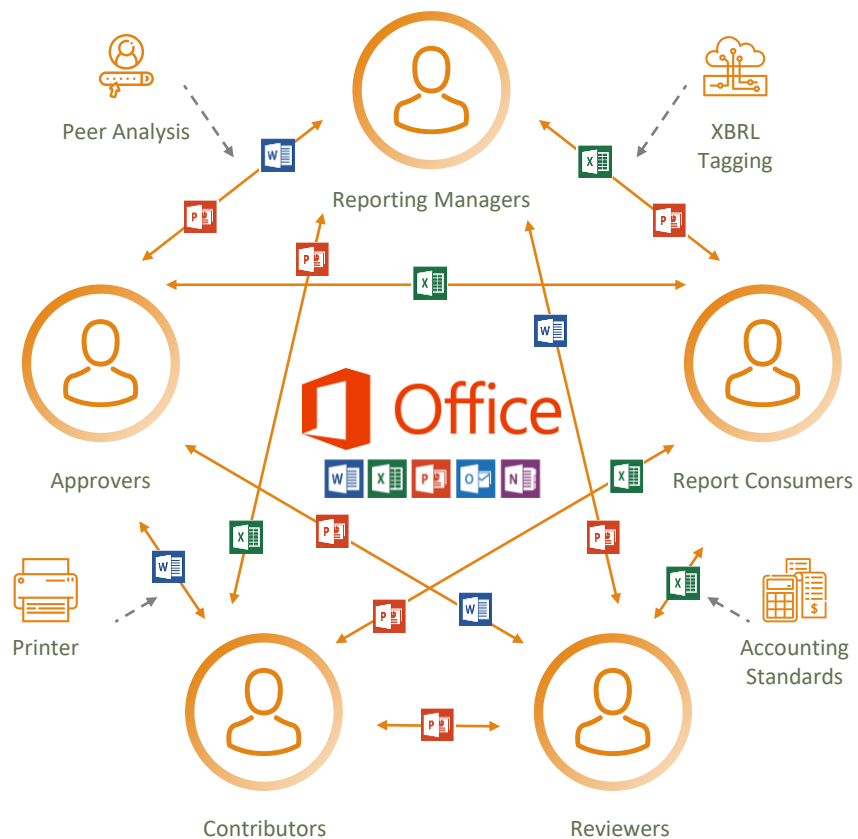 Peer Analysis
XBRL
Tagging
W
X
Reporting Managers
P
P
P
X
W
Office
W X P O N
Approvers
Report Consumers
X
P
X
P
W
X
Printer
P
W
Accounting
Standards
P
Contributors
Reviewers